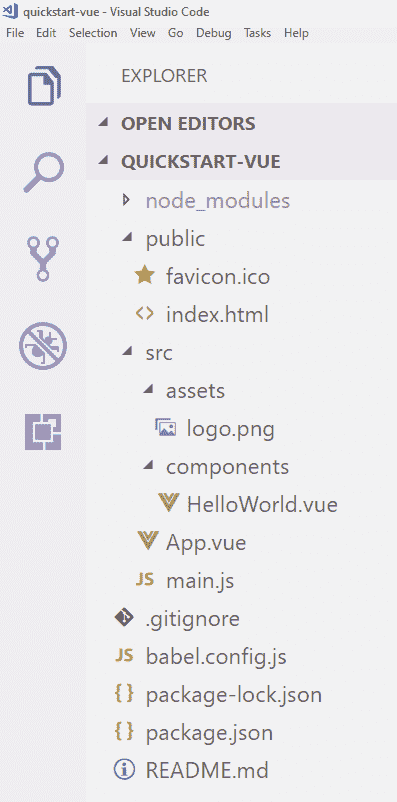 quickstart-vue - Visual Studio Code
File Edit Selection View Go Debug Tasks Help
EXPLORER
OPEN EDITORS
QUICKSTART-VUE
node_modules
public
favicon.ico
<> index.html
src
assets
logo.png
components
HelloWorld.vue
App.vue
JS main.js
.gitignore
JS babel.config.js
{ } package-lock.json
{ } package.json
README.md